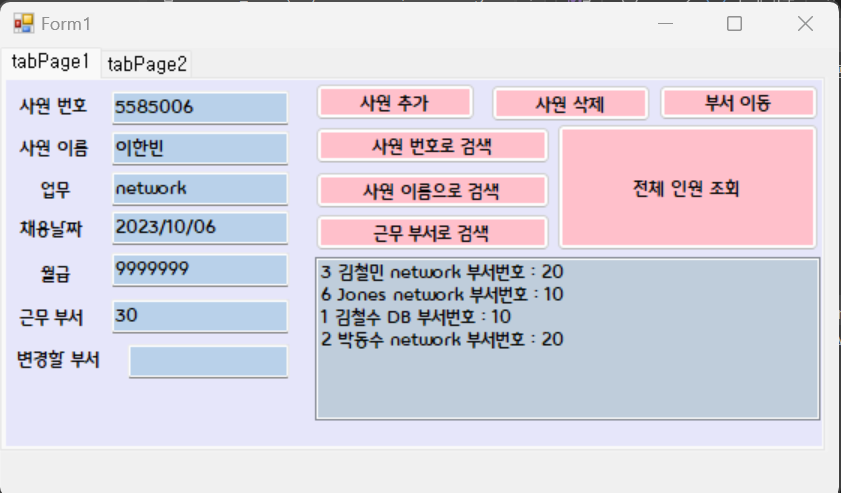 Form1
tabPage1 tabPage2
사원 번호 5585006
사원 이름 이한빈
업무 network
채용날짜 2023/10/06
월급 9999999
근무 부서 30
변경할 부서
사원 추가 사원 삭제 부서 이동
사원 번호로 검색
사원 이름으로 검색
근무 부서로 검색
전체 인원 조회
3 김철민 network 부서번호 : 20
6 Jones network 부서번호 : 10
1 김철수 DB 부서번호 : 10
2 박동수 network 부서번호 : 20